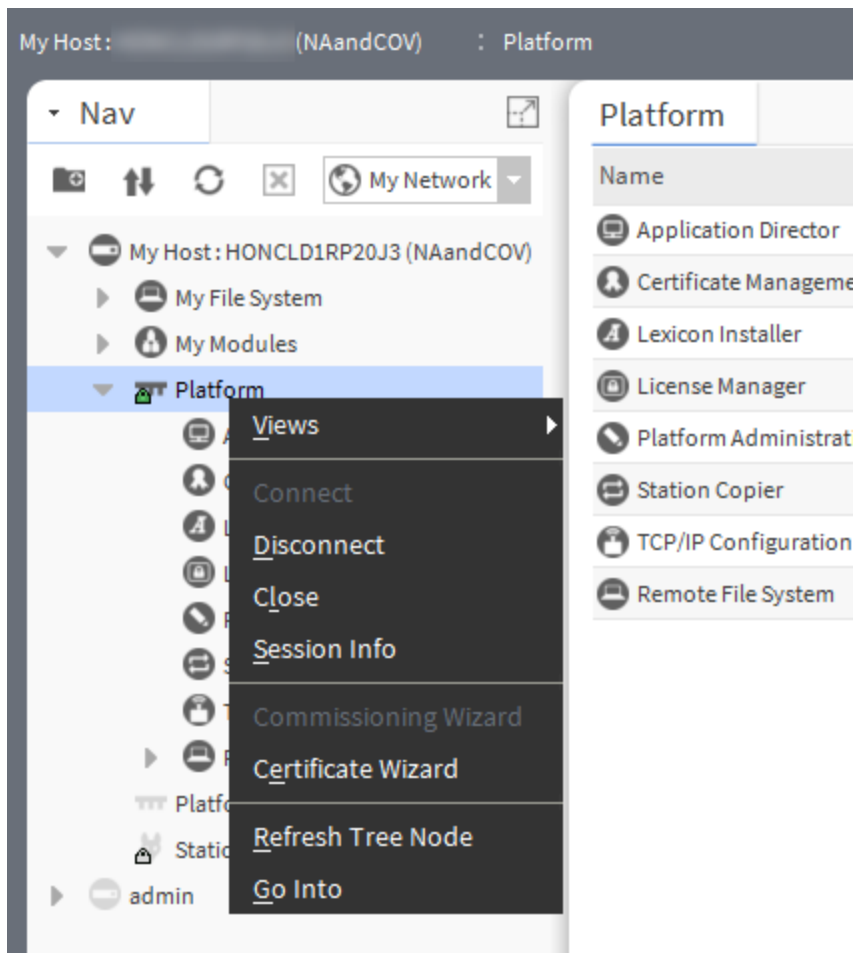 My Host : (NAandCOV) : Platform
Nav
Platform
My Network
Name
My Host : HONCLD1RP20J3 (NAandCOV)
Application Director
My File System
Certificate Manageme
My Modules
Lexicon Installer
Platform
License Manager
Views
Platform Administrat
Connect
Station Copier
Disconnect
TCP/IP Configuration
Close
Remote File System
Session Info
Commissioning Wizard
Certificate Wizard
Platfo
Refresh Tree Node
Static
Go Into
admin